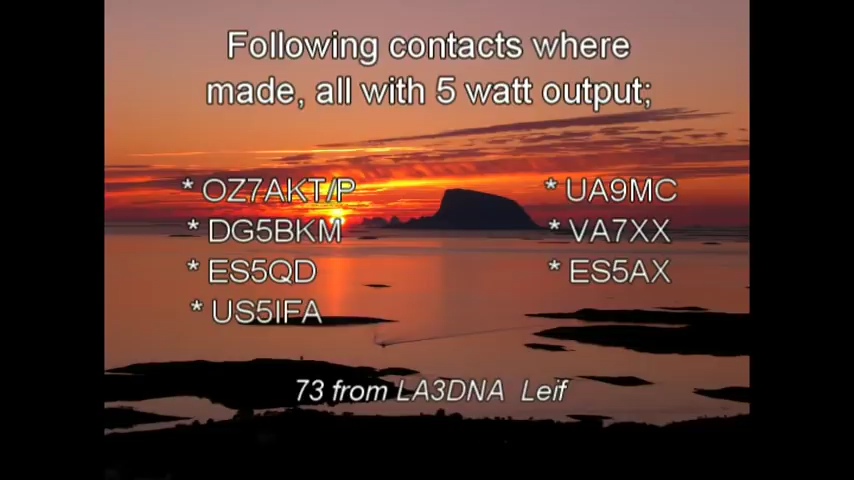 Following contacts where
made, all with 5 watt output;
* OZ7AKT/P
* DG5BKM
* ES5QD
* US5IFA
* UA9MC
* VA7XX
* ES5AX
73 from LA3DNA Leif